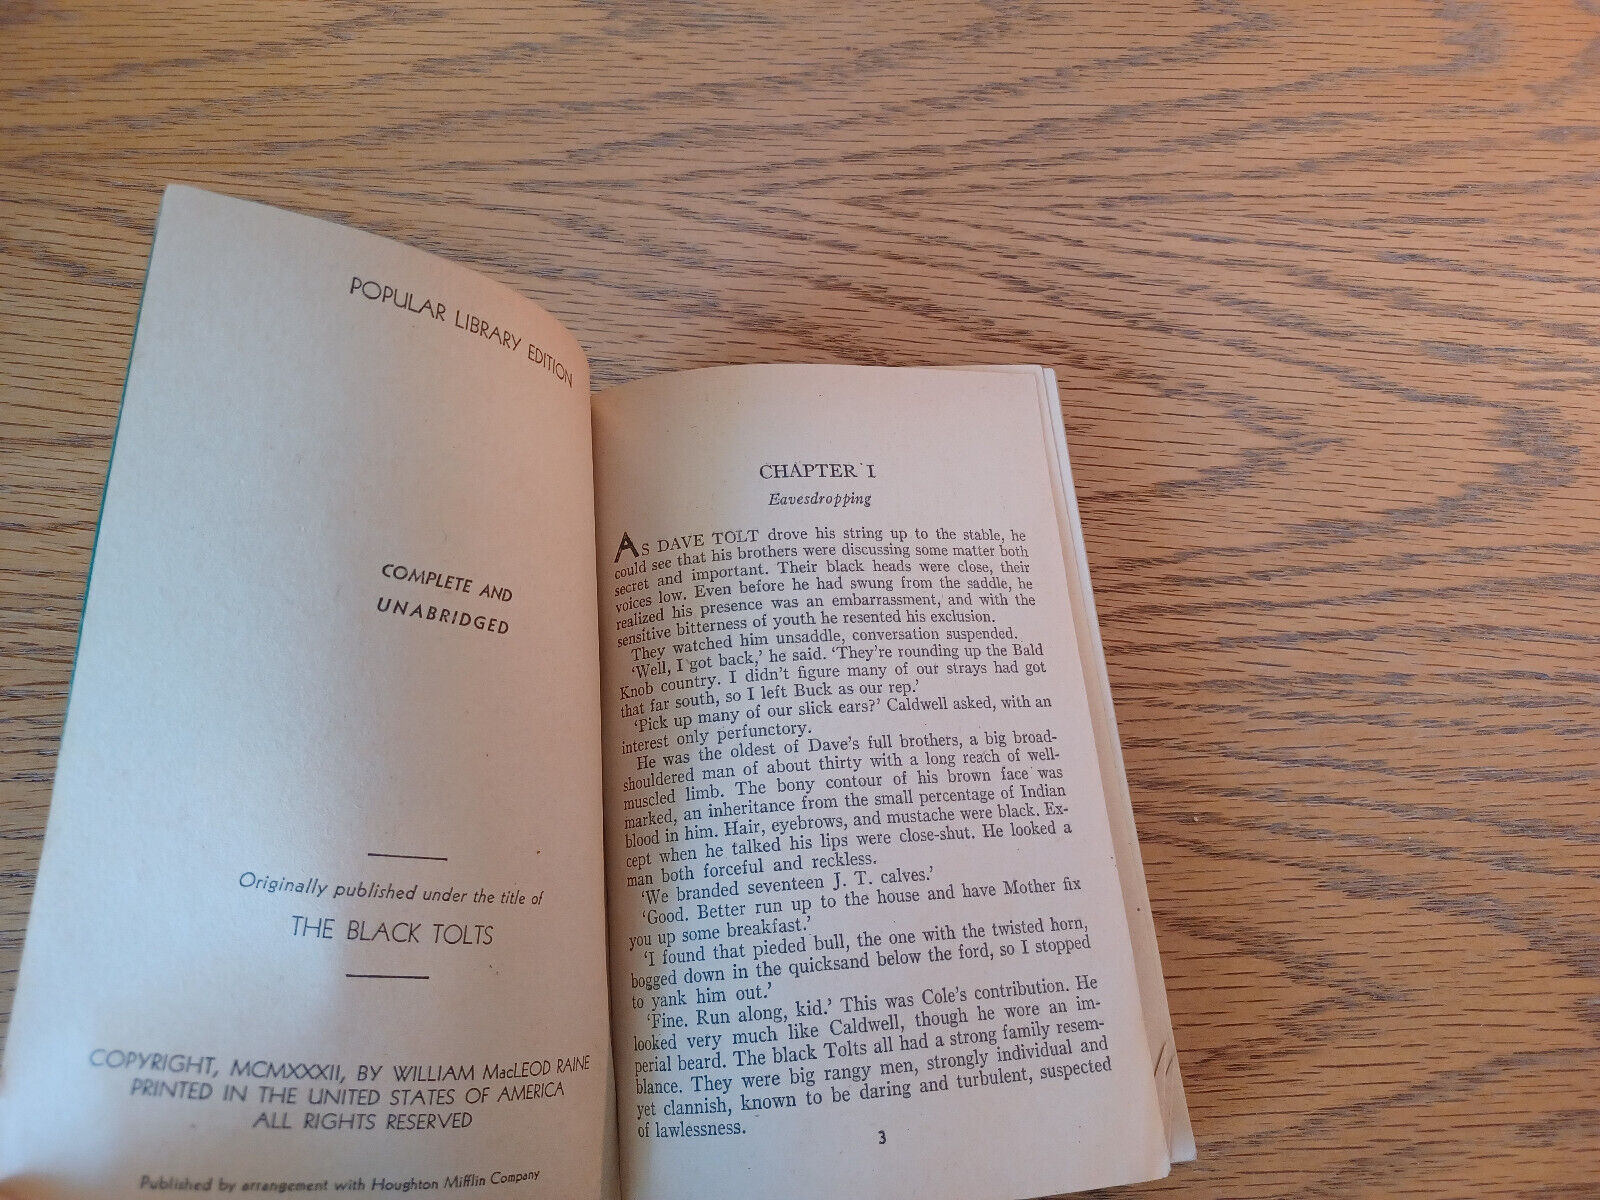 POPULAR LIBRARY EDITION
COMPLETE AND
UNABRIDGED
Originally published under the title of
THE BLACK TOLTS
COPYRIGHT, MCMXXXII, BY WILLIAM MacLEOD RAINE
PRINTED IN THE UNITED STATES OF AMERICA
ALL RIGHTS RESERVED
Published by arrangement with Houghton Mifflin Company
CHAPTER I
Eavesdropping
AS DAVE TOLT drove his string up to the stable, he
could see that his brothers were discussing some matter both
secret and important. Their black heads were close, their
voices low. Even before he had swung from the saddle, he
realized his presence was an embarrassment, and with the
sensitive bitterness of youth he resented his exclusion.
They watched him unsaddle, conversation suspended.
‘Well, I got back,’ he said. ‘They’re rounding up the Bald
Knob country. I didn’t figure many of our strays had got
that far south, so I left Buck as our rep.’
‘Pick up many of our slick ears?’ Caldwell asked, with an
interest only perfunctory.
He was the oldest of Dave’s full brothers, a big broad-
shouldered man of about thirty with a long reach of well-
muscled limb. The bony contour of his brown face was
marked, an inheritance from the small percentage of Indian
blood in him. Hair, eyebrows, and mustache were black. Ex-
cept when he talked his lips were close-shut. He looked a
man both forceful and reckless.
‘We branded seventeen J. T. calves.’
‘Good. Better run up to the house and have Mother fix
you up some breakfast.’
‘I found that pieded bull, the one with the twisted horn,
bogged down in the quicksand below the ford, so I stopped
to yank him out.’
‘Fine. Run along, kid.’ This was Cole’s contribution. He
looked very much like Caldwell, though he wore an im-
perial beard. The black Tolts all had a strong family resem-
blance. They were big rangy men, strongly individual and
yet clannish, known to be daring and turbulent, suspected
of lawlessness.
3